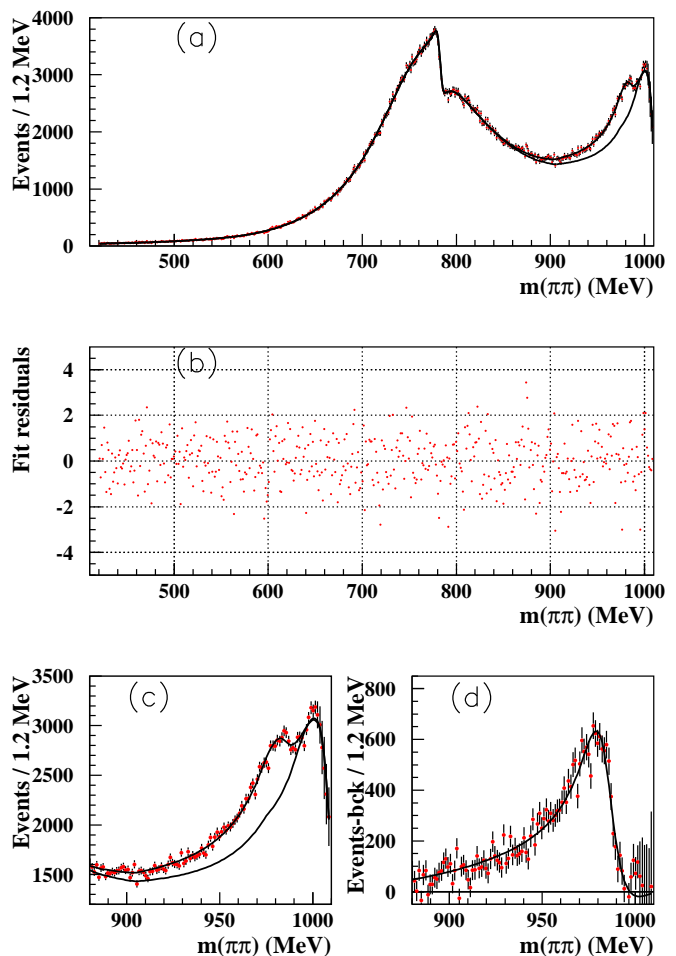 (a)
Events / 1.2 MeV
4000
3000
2000
1000
0
500 600 700 800 900 1000
m(ππ) (MeV)
(b)
Fit residuals
4
2
0
-2
-4
500 600 700 800 900 1000
m(ππ) (MeV)
(c)
Events / 1.2 MeV
3500
3000
2500
2000
1500
900 950 1000
m(ππ) (MeV)
(d)
Events-bck / 1.2 MeV
800
600
400
200
0
900 950 1000
m(ππ) (MeV)